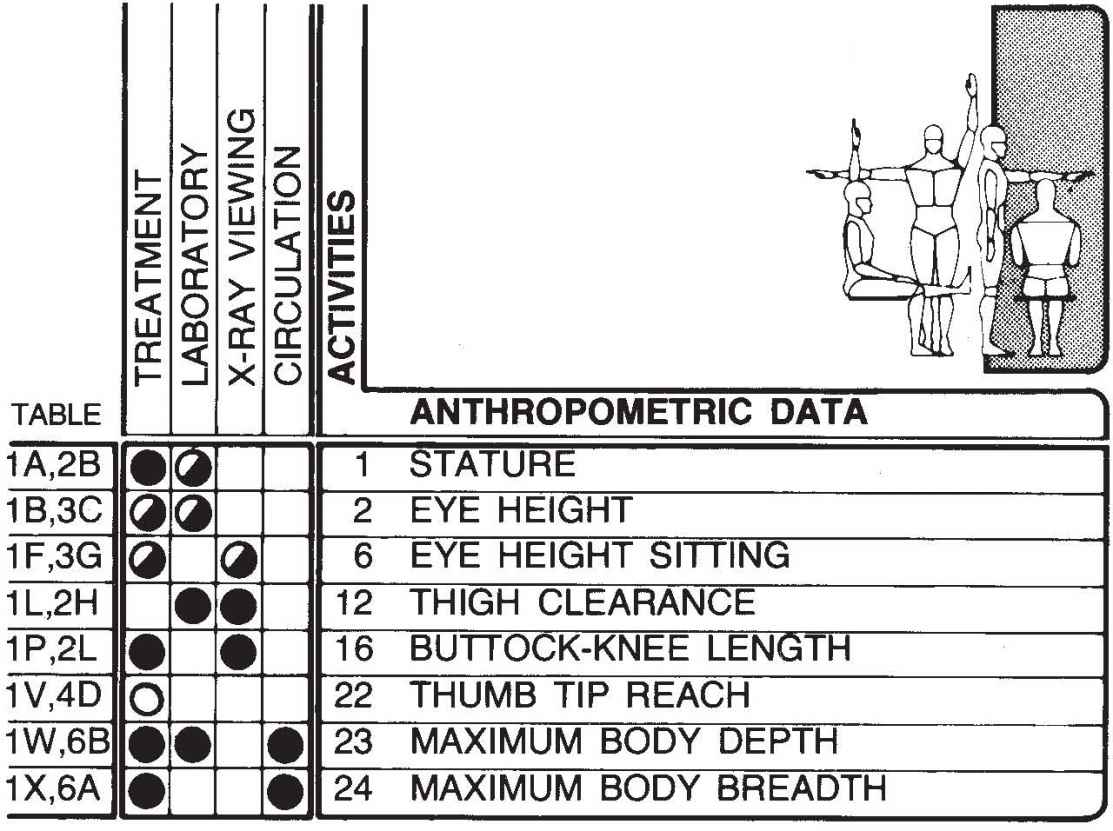 TREATMENT
LABORATORY
X-RAY VIEWING
CIRCULATION
ACTIVITIES
TABLE ANTHROPOMETRIC DATA
1A,2B 1 STATURE
1B,3C 2 EYE HEIGHT
1F,3G 6 EYE HEIGHT SITTING
1L,2H 12 THIGH CLEARANCE
1P,2L 16 BUTTOCK-KNEE LENGTH
1V,4D 22 THUMB TIP REACH
1W,6B 23 MAXIMUM BODY DEPTH
1X,6A 24 MAXIMUM BODY BREADTH